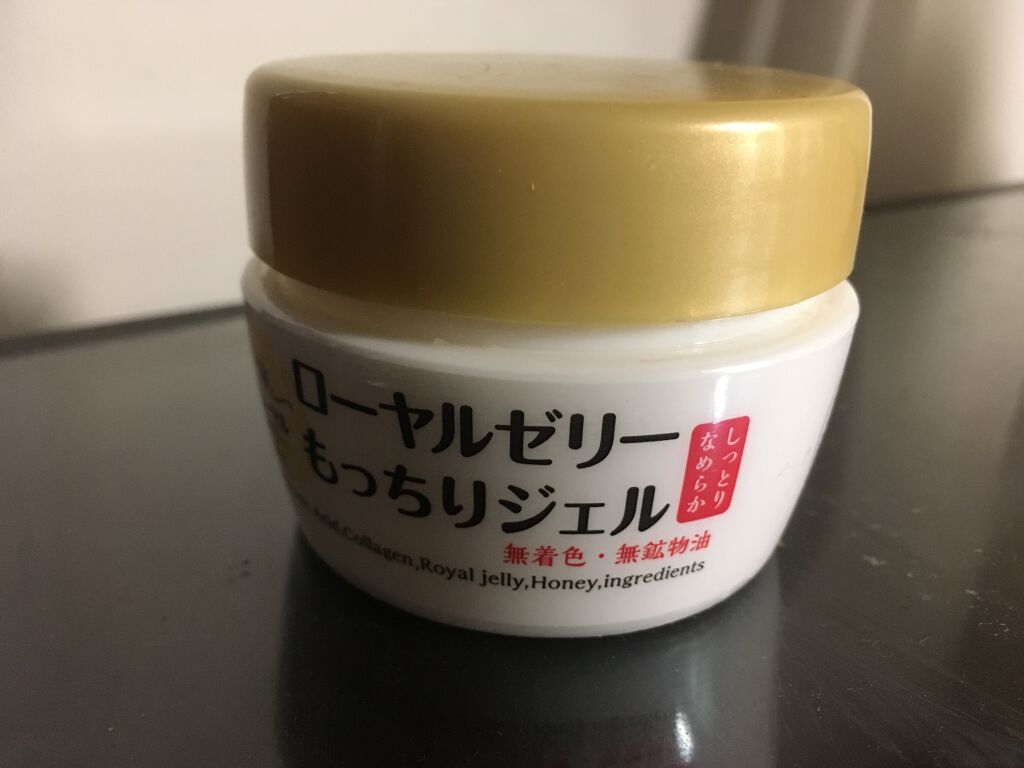 ローヤルゼリー
もっちりジェル
しっとり
なめらか
無着色・無鉱物油
Acid,Collagen,Royal jelly,Honey,ingredients